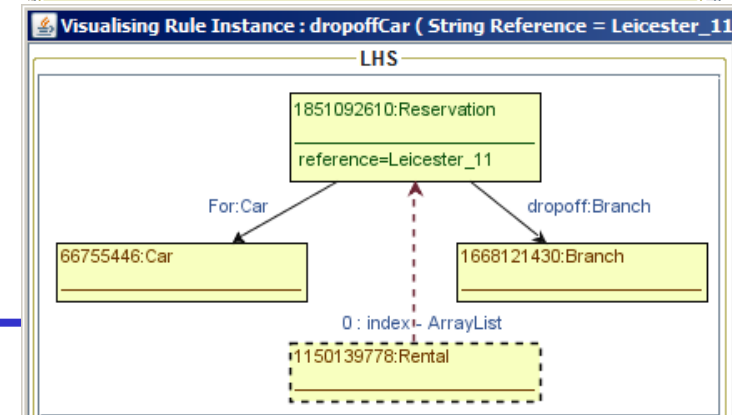 Visualising Rule Instance : dropoffCar ( String Reference = Leicester_11
LHS
1851092610:Reservation
reference=Leicester_11
For:Car
dropoff:Branch
66755446:Car
1668121430:Branch
0 : index - ArrayList
1150139778:Rental